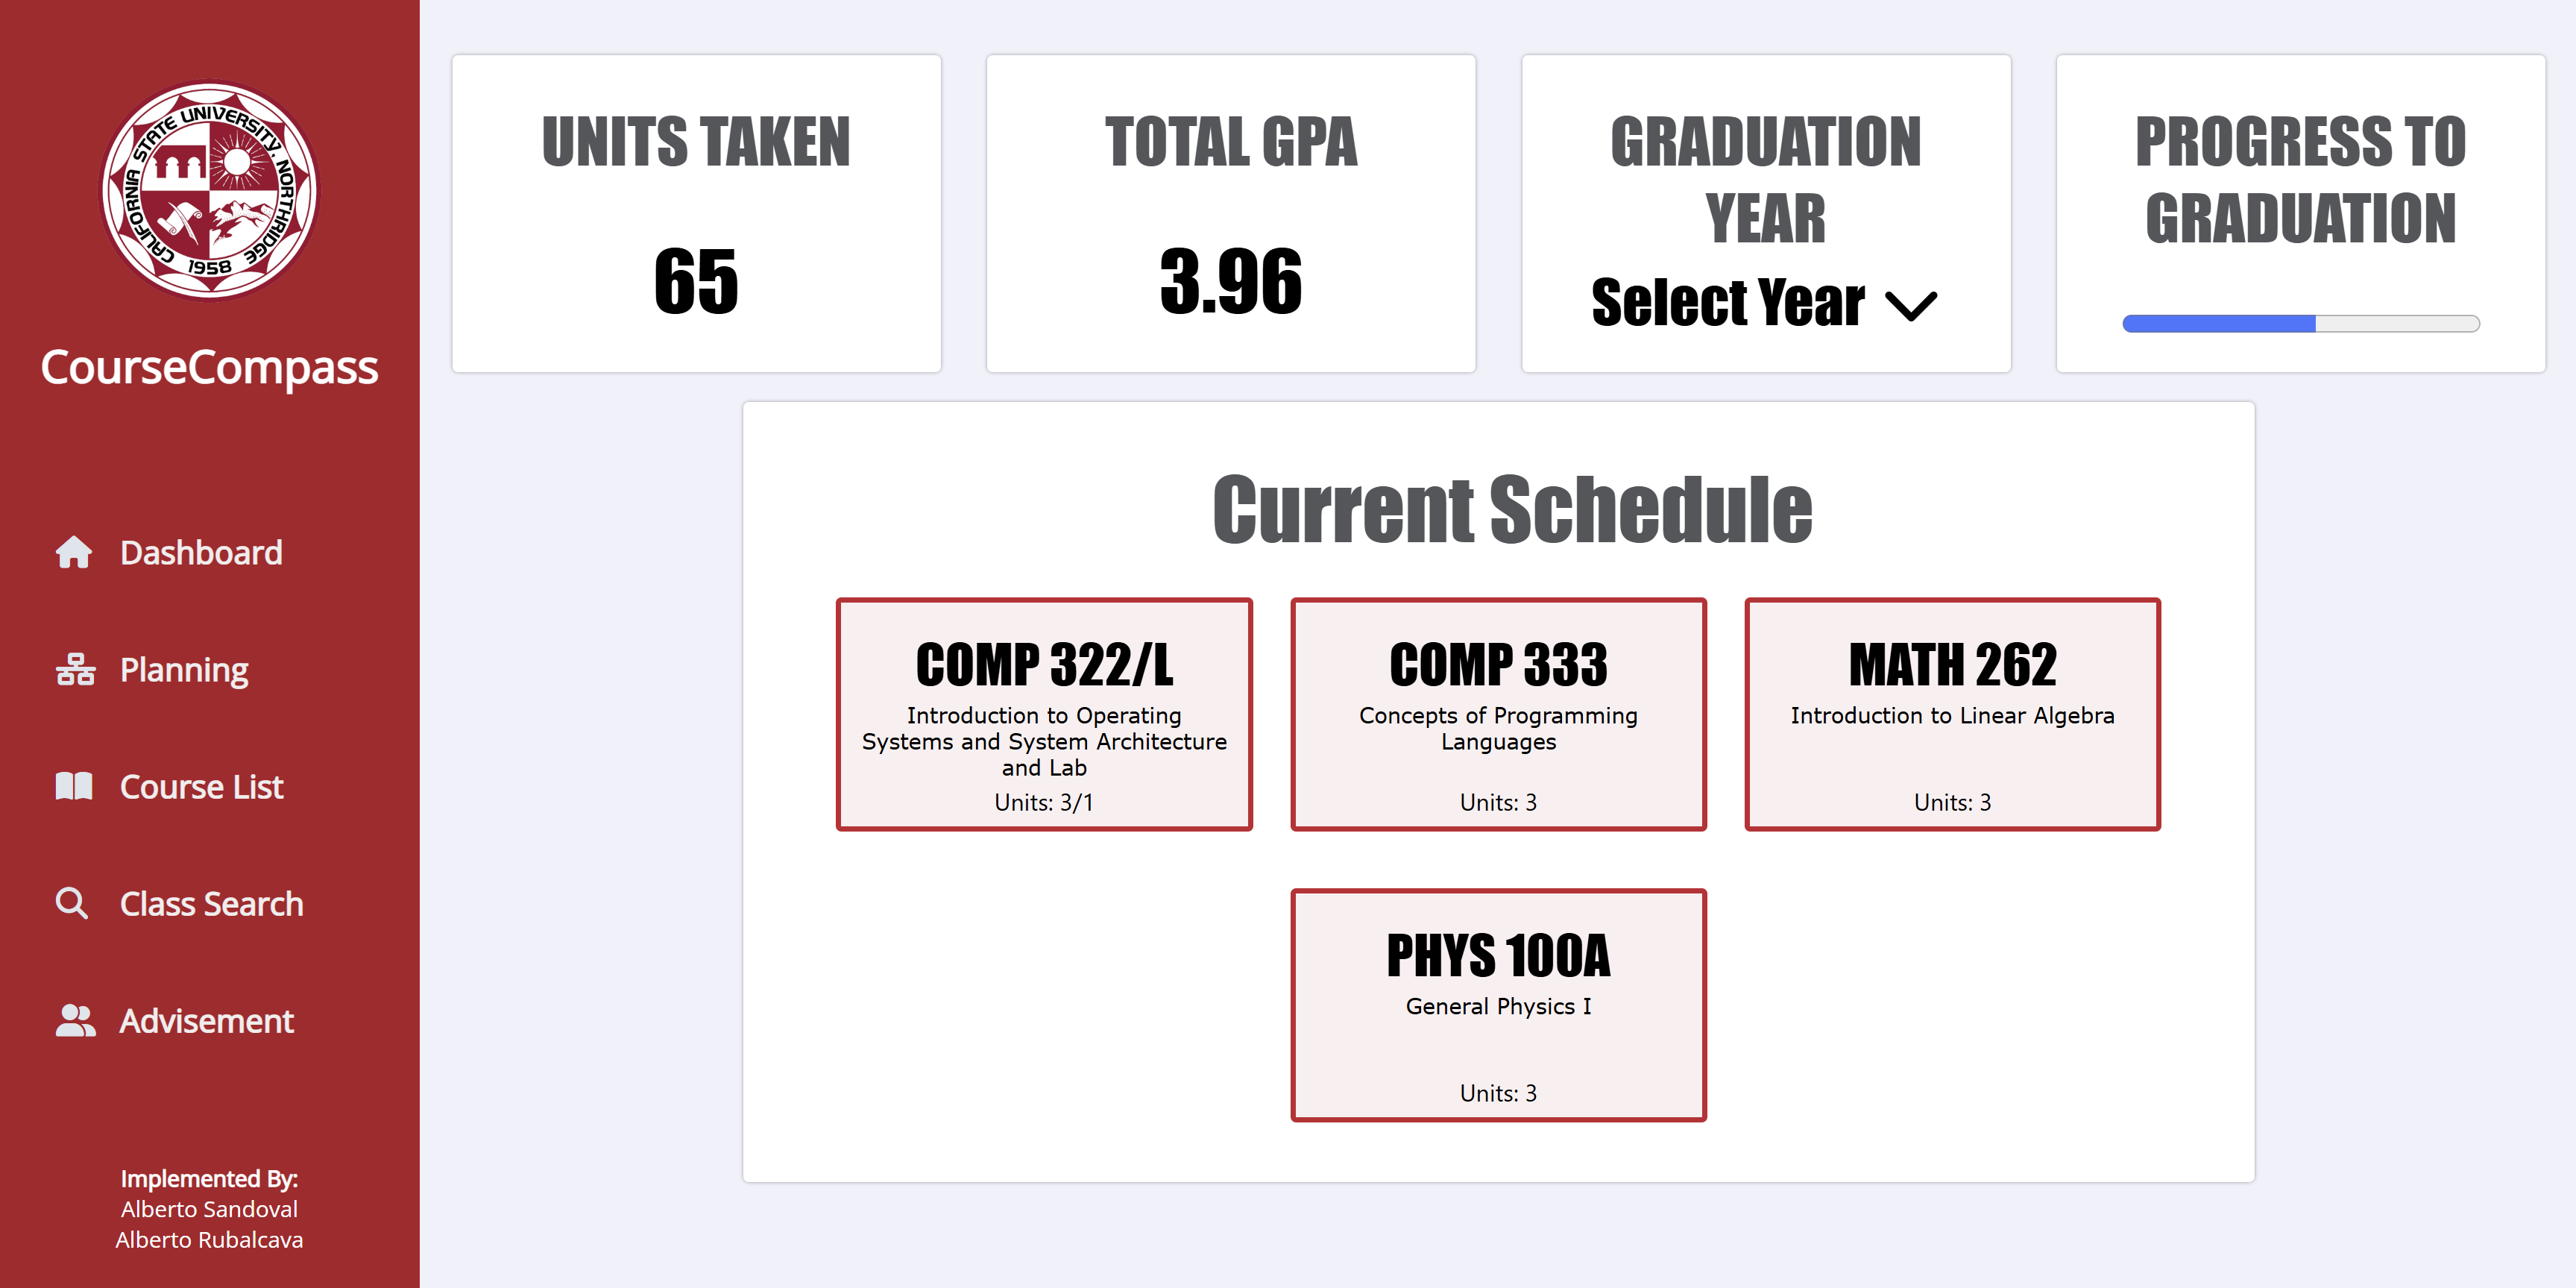 CALIFORNIA STATE UNIVERSITY, NORTHRIDGE
1958
CourseCompass
Dashboard
Planning
Course List
Class Search
Advisement
Implemented By:
Alberto Sandoval
Alberto Rubalcava
UNITS TAKEN
65
TOTAL GPA
3.96
GRADUATION
YEAR
Select Year
PROGRESS TO
GRADUATION
Current Schedule
COMP 322/L
Introduction to Operating
Systems and System Architecture
and Lab
Units: 3/1
COMP 333
Concepts of Programming
Languages
Units: 3
MATH 262
Introduction to Linear Algebra
Units: 3
PHYS 100A
General Physics I
Units: 3